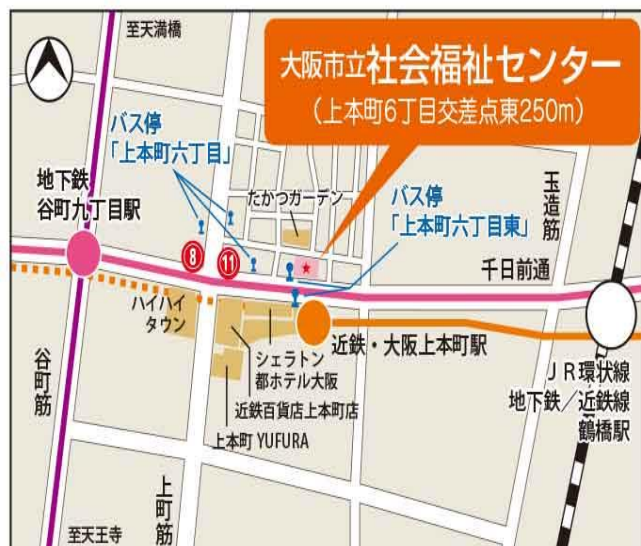 至天満橋
大阪市立社会福祉センター
(上本町6丁目交差点東250m)
バス停
「上本町六丁目」
地下鉄
谷町九丁目駅
たかつガーデン
バス停
「上本町六丁目東」
玉造筋
千日前通
8
11
ハイハイ
タウン
シェラトン
都ホテル大阪
近鉄・大阪上本町駅
近鉄百貨店上本町店
上本町 YUFURA
JR環状線
地下鉄/近鉄線
鶴橋駅
谷町筋
上町筋
至天王寺